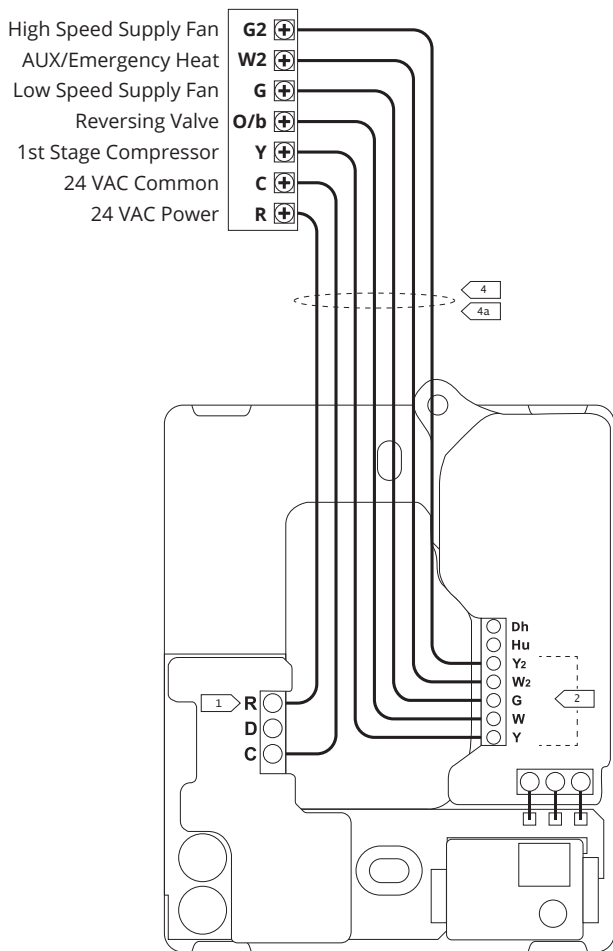 High Speed Supply Fan G2
AUX/Emergency Heat W2
Low Speed Supply Fan G
Reversing Valve O/b
1st Stage Compressor Y
24 VAC Common C
24 VAC Power R
4
4a
Dh
Hu
Y2
W2
G
W
Y
2
1
R
D
C